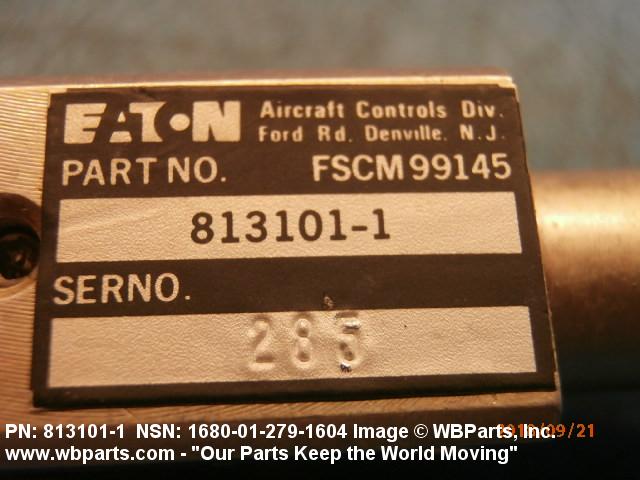 EATON Aircraft Controls Div.
Ford Rd. Denville, N.J.
PART NO. FSCM 99145
813101-1
SERNO.
285
PN: 813101-1 NSN: 1680-01-279-1604 Image © WBParts, Inc.
www.wbparts.com - "Our Parts Keep the World Moving"